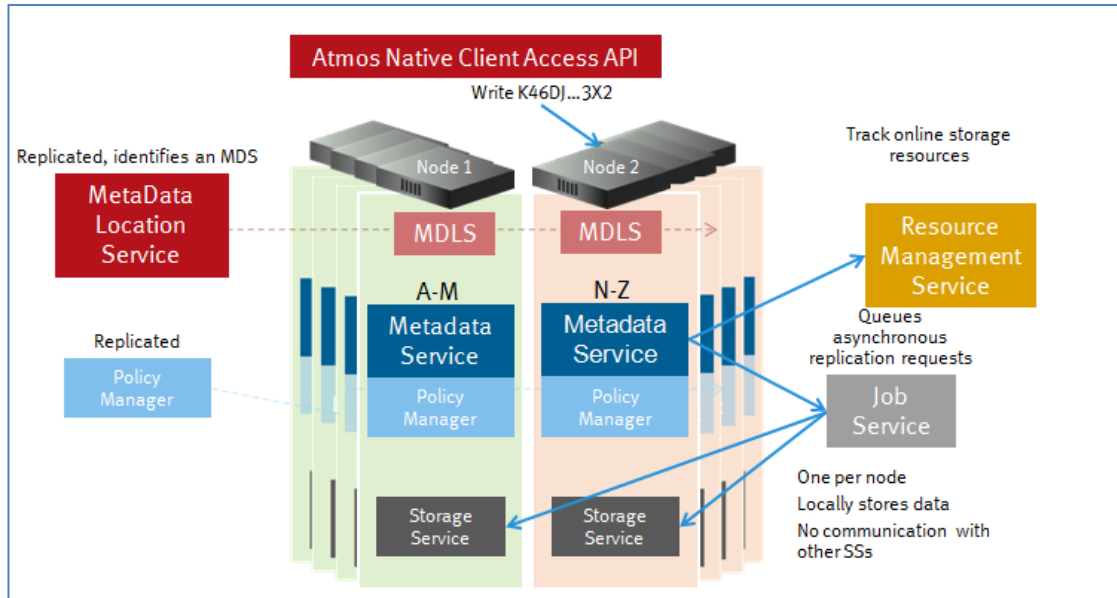 Atmos Native Client Access API
Write K46DJ...3X2
Node 1
Node 2
Replicated, identifies an MDS
MetaData
Location
Service
MDLS
MDLS
Track online storage
resources
Resource
Management
Service
A-M
Metadata
Service
Policy
Manager
N-Z
Metadata
Service
Policy
Manager
Replicated
Policy
Manager
Queues
asynchronous
replication requests
Job
Service
Storage
Service
Storage
Service
One per node
Locally stores data
No communication with
other SSs